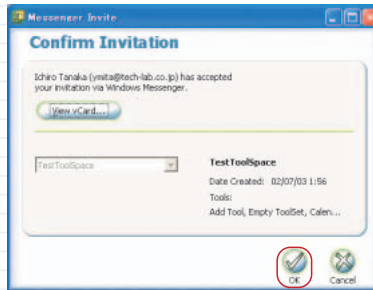 Messenger Invite
Confirm Invitation
Ichiro Tanaka (ymita@tech-lab.co.jp) has accepted
your invitation via Windows Messenger.
View vCard...
TestToolSpace
TestToolSpace
Date Created: 02/07/03 1:56
Tools:
Add Tool, Empty ToolSet, Calen...
OK
Cancel